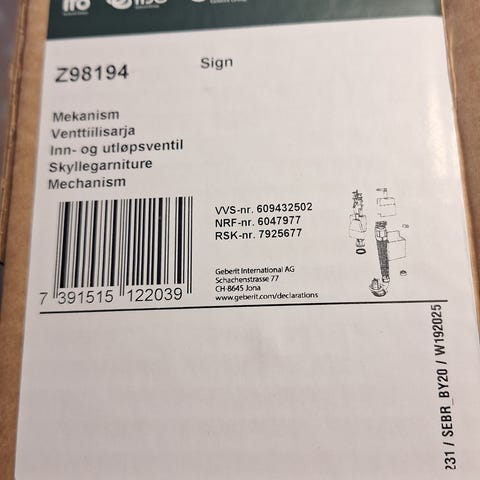 Z98194
Sign
Mekanism
Venttiilisarja
Inn- og utløpsventil
Skyllegarniture
Mechanism
VVS-nr. 609432502
NRF-nr. 6047977
RSK-nr. 7925677
Geberit International AG
Schachenstrasse 77
CH-8645 Jona
www.geberit.com/declarations
7 391515 122039
231 / SEBR_BY20 / W192025